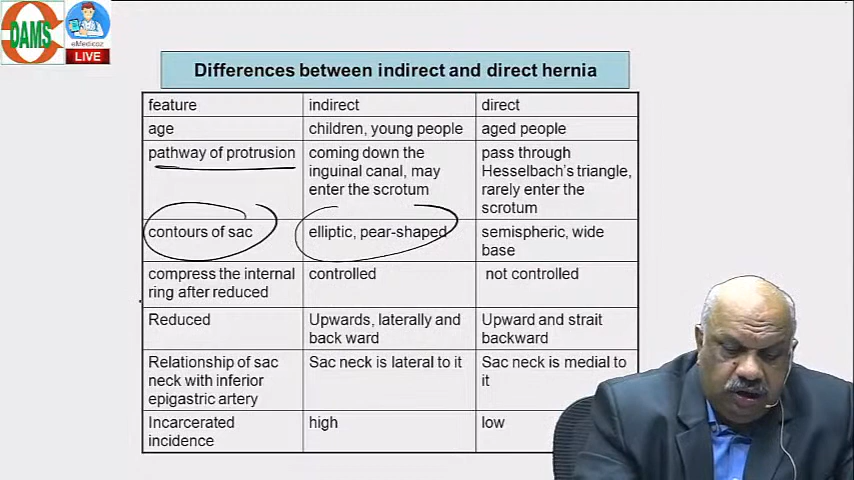 DAMS
eMedicoz
LIVE
Differences between indirect and direct hernia
feature indirect direct
age children, young people aged people
pathway of protrusion coming down the inguinal canal, may enter the scrotum pass through Hesselbach's triangle, rarely enter the scrotum
contours of sac elliptic, pear-shaped semispheric, wide base
compress the internal ring after reduced controlled not controlled
Reduced Upwards, laterally and back ward Upward and strait backward
Relationship of sac neck with inferior epigastric artery Sac neck is lateral to it Sac neck is medial to it
Incarcerated incidence high low